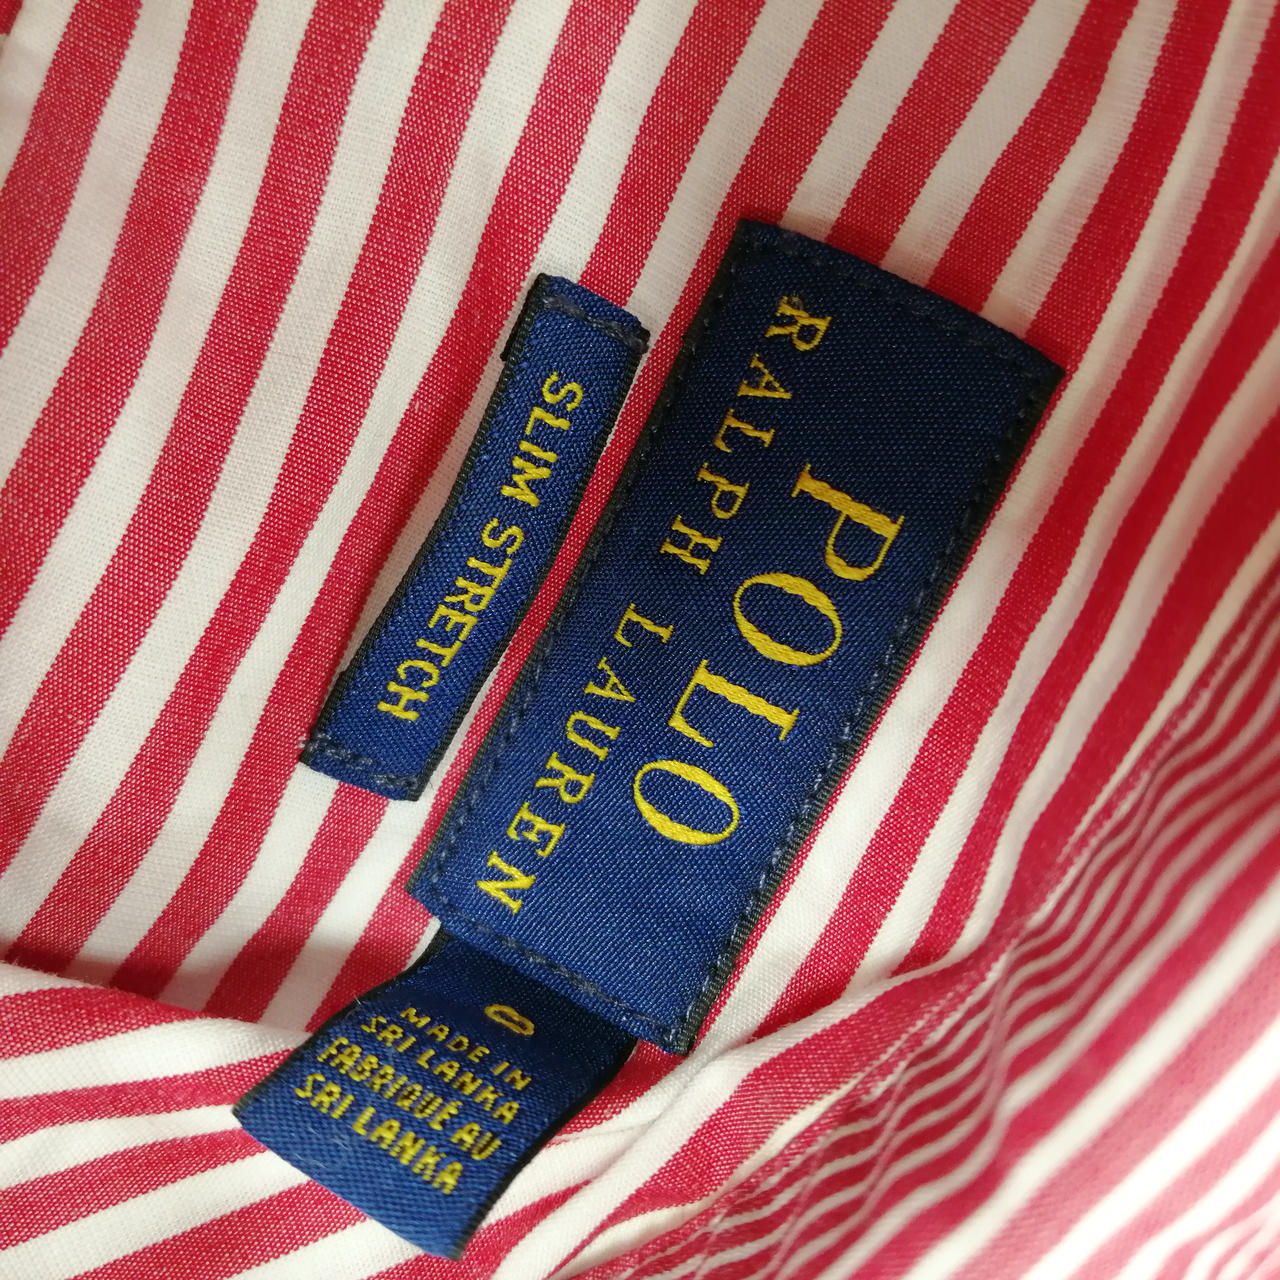 POLO
RALPH LAUREN
SLIM STRETCH
0
MADE IN
SRI LANKA
FABRIQUÉ AU
SRI LANKA